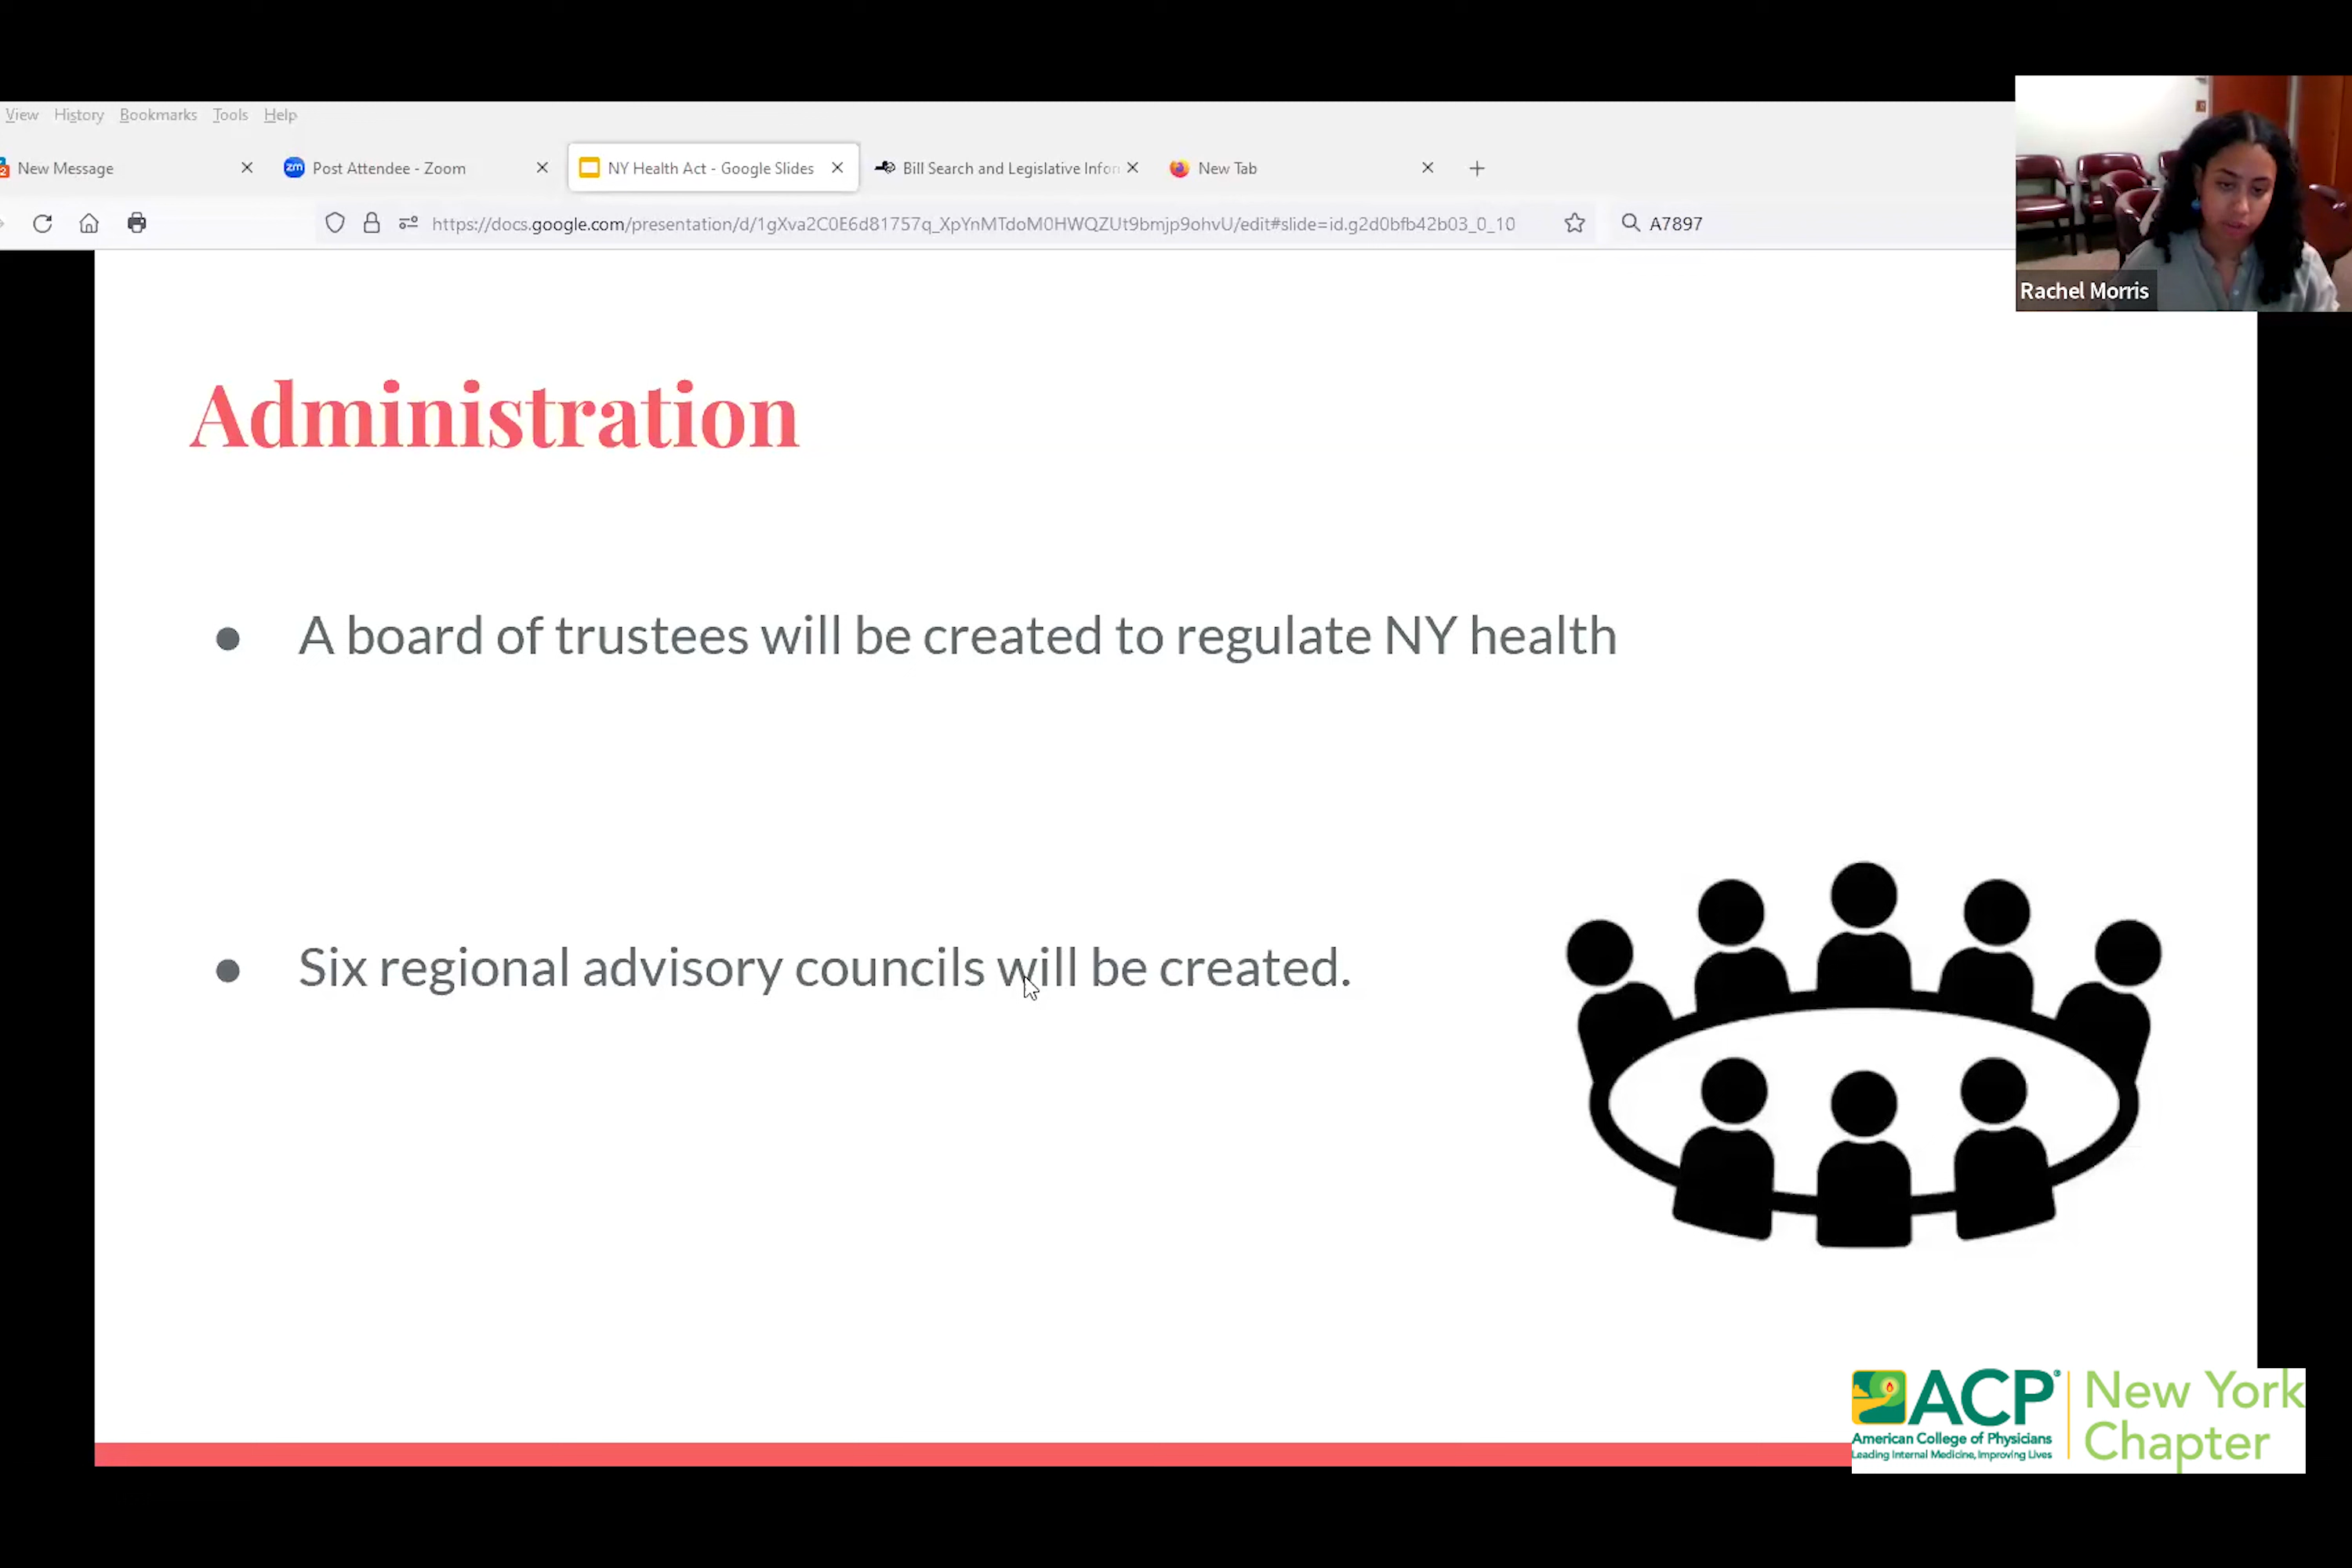 View History Bookmarks Tools Help
New Message
zm Post Attendee - Zoom
NY Health Act - Google Slides
Bill Search and Legislative Infor
New Tab
https://docs.google.com/presentation/d/1gXva2C0E6d81757q_XpYnMTdoM0HWQZUt9bmjp9ohvU/edit#slide=id.g2d0bfb42b03_0_10
A7897
Rachel Morris
Administration
● A board of trustees will be created to regulate NY health
● Six regional advisory councils will be created.
ACP®
American College of Physicians
Leading Internal Medicine, Improving Lives
New York
Chapter